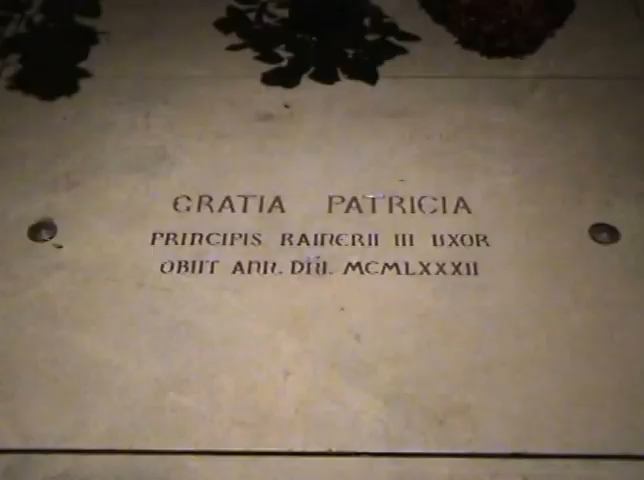 GRATIA PATRICIA
PRINCIPIS RAINERII III UXOR
OBIIT ANN. DNI. MCMLXXXII